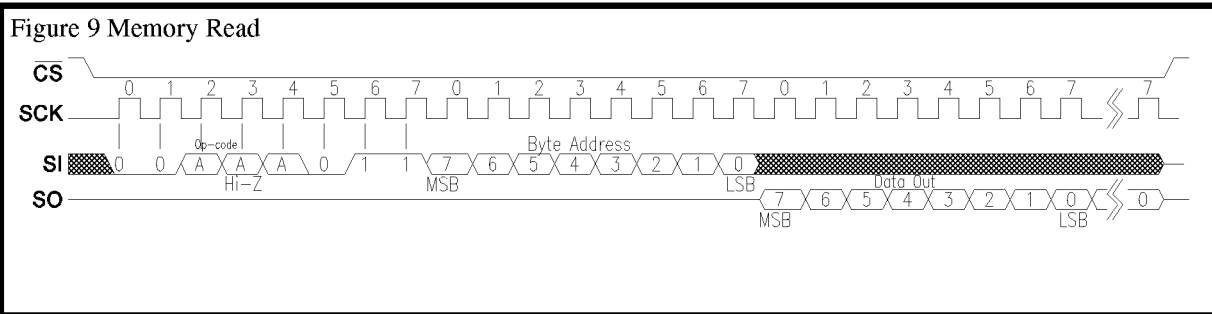 Figure 9 Memory Read
CS
0 1 2 3 4 5 6 7 0 1 2 3 4 5 6 7 0 1 2 3 4 5 6 7 7
SCK
Op-code Byte Address
SI 0 0 A A A 0 1 1 7 6 5 4 3 2 1 0
Hi-Z MSB LSB Data Out
SO 7 6 5 4 3 2 1 0 0
MSB LSB